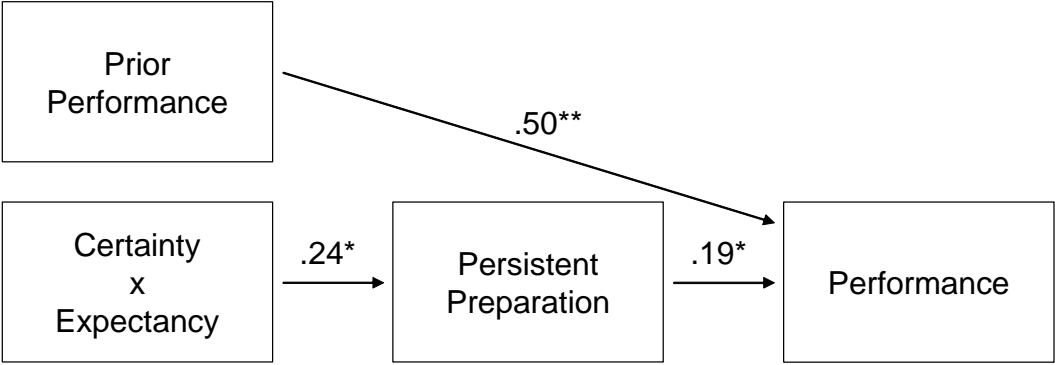 Prior
Performance
.50**
Certainty
x
Expectancy
.24*
Persistent
Preparation
.19*
Performance